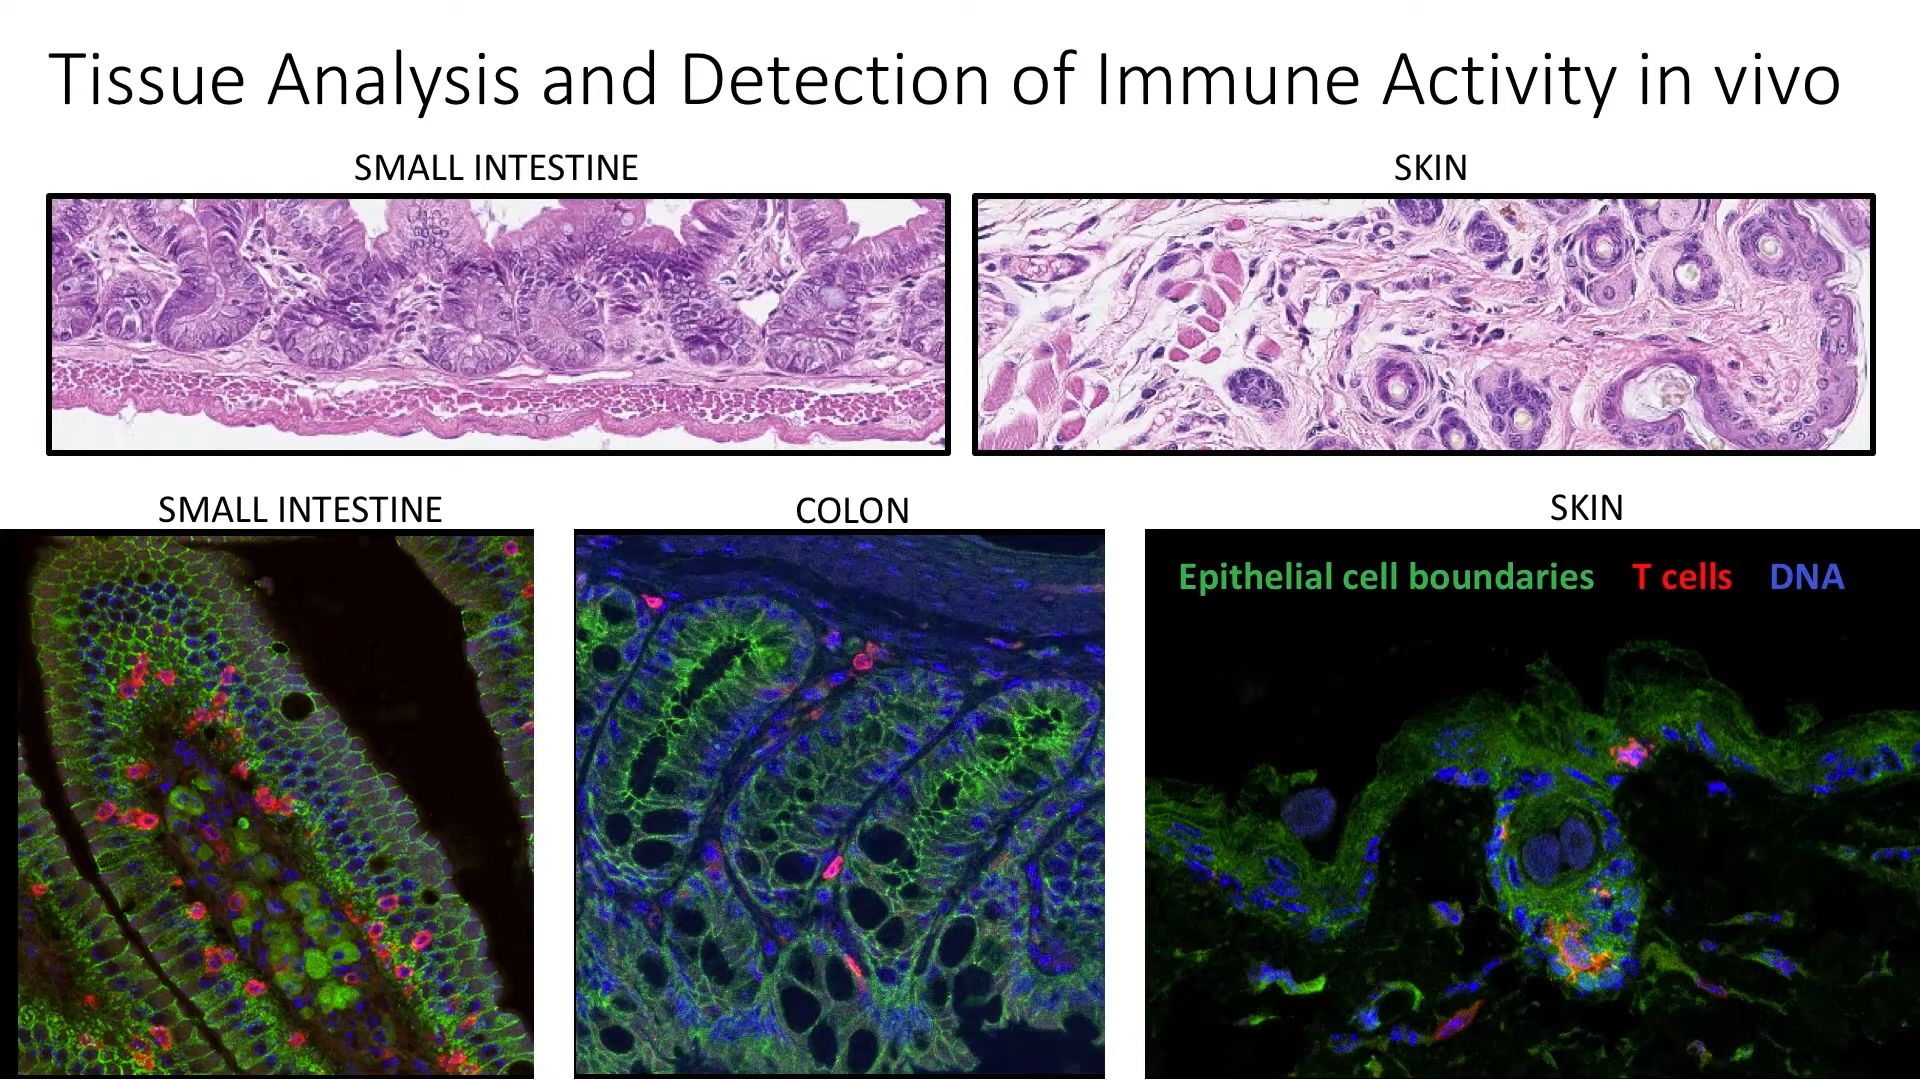 Tissue Analysis and Detection of Immune Activity in vivo
SMALL INTESTINE
SKIN
SMALL INTESTINE
COLON
SKIN
Epithelial cell boundaries T cells DNA